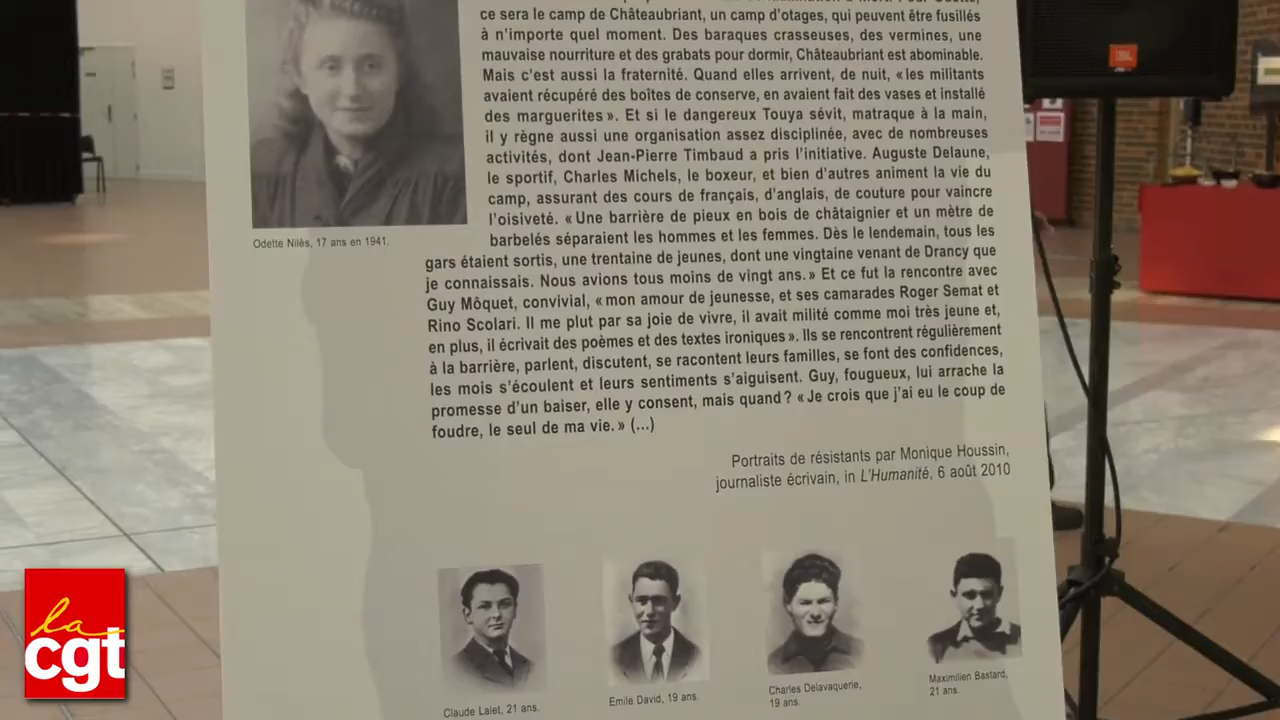 ce sera le camp de Châteaubriant, un camp d'otages, qui peuvent être fusillés
à n'importe quel moment. Des baraques crasseuses, des vermines, une
mauvaise nourriture et des grabats pour dormir, Châteaubriant est abominable.
Mais c'est aussi la fraternité. Quand elles arrivent, de nuit, « les militants
avaient récupéré des boîtes de conserve, en avaient fait des vases et installé
des marguerites ». Et si le dangereux Touya sévit, matraque à la main,
il y règne aussi une organisation assez disciplinée, avec de nombreuses
activités, dont Jean-Pierre Timbaud a pris l'initiative. Auguste Delaune,
le sportif, Charles Michels, le boxeur, et bien d'autres animent la vie du
camp, assurant des cours de français, d'anglais, de couture pour vaincre
l'oisiveté. « Une barrière de pieux en bois de châtaignier et un mètre de
barbelés séparaient les hommes et les femmes. Dès le lendemain, tous les
gars étaient sortis, une trentaine de jeunes, dont une vingtaine venant de Drancy que
je connaissais. Nous avions tous moins de vingt ans. » Et ce fut la rencontre avec
Guy Môquet, convivial, « mon amour de jeunesse, et ses camarades Roger Semat et
Rino Scolari. Il me plut par sa joie de vivre, il avait milité comme moi très jeune et,
en plus, il écrivait des poèmes et des textes ironiques ». Ils se rencontrent régulièrement
à la barrière, parlent, discutent, se racontent leurs familles, se font des confidences,
les mois s'écoulent et leurs sentiments s'aiguisent. Guy, fougueux, lui arrache la
promesse d'un baiser, elle y consent, mais quand ? « Je crois que j'ai eu le coup de
foudre, le seul de ma vie. » (...)
Odette Nilès, 17 ans en 1941.
Portraits de résistants par Monique Houssin,
journaliste écrivain, in L'Humanité, 6 août 2010
Claude Lalet, 21 ans.
Emile David, 19 ans.
Charles Delavaquerie,
19 ans.
Maximilien Bastard,
21 ans.
JBL
la
cgt